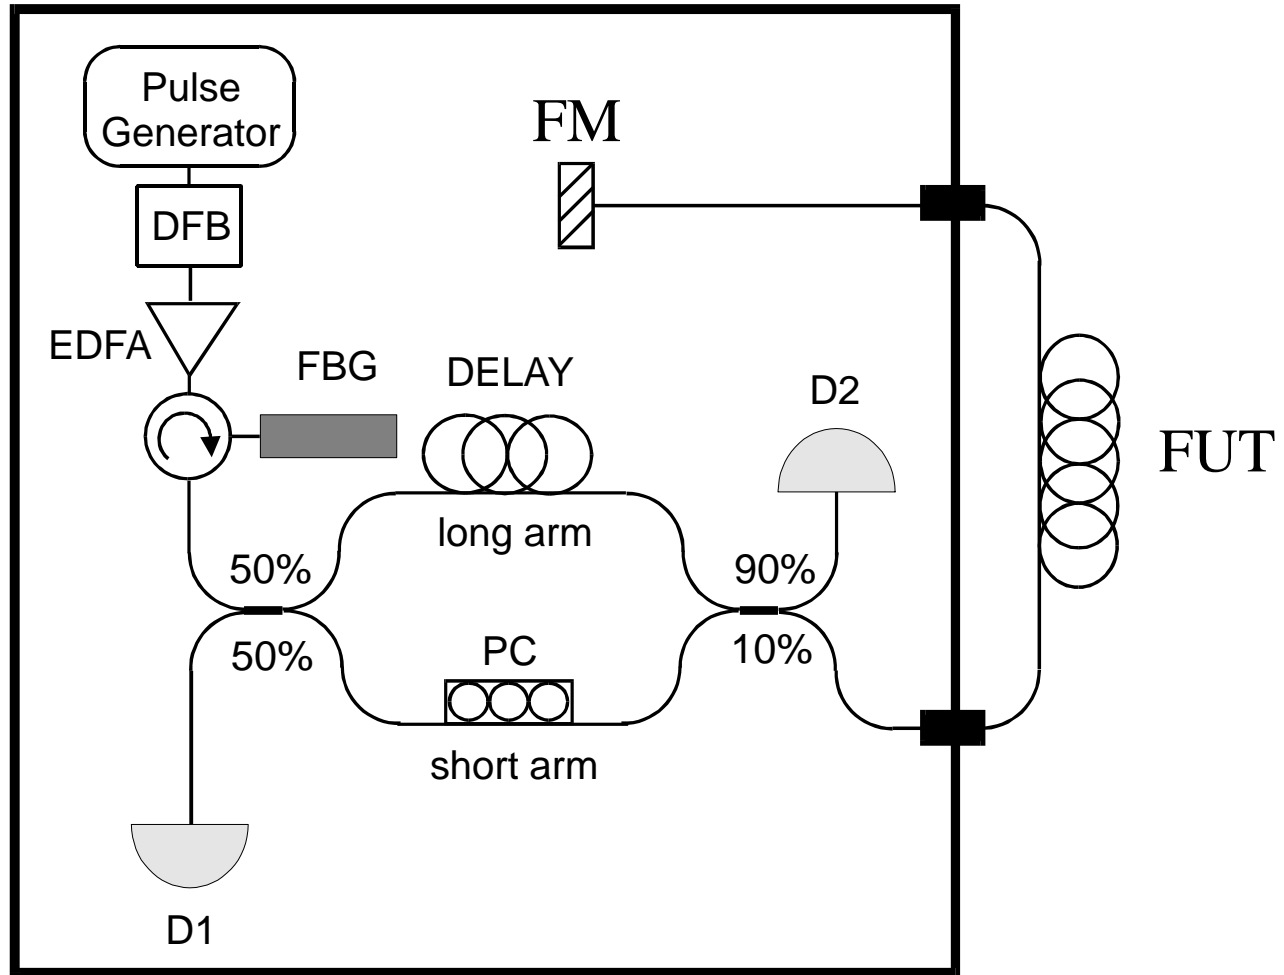 Pulse
Generator
FM
DFB
EDFA
FBG
DELAY
D2
FUT
long arm
50%
90%
50%
PC
10%
short arm
D1